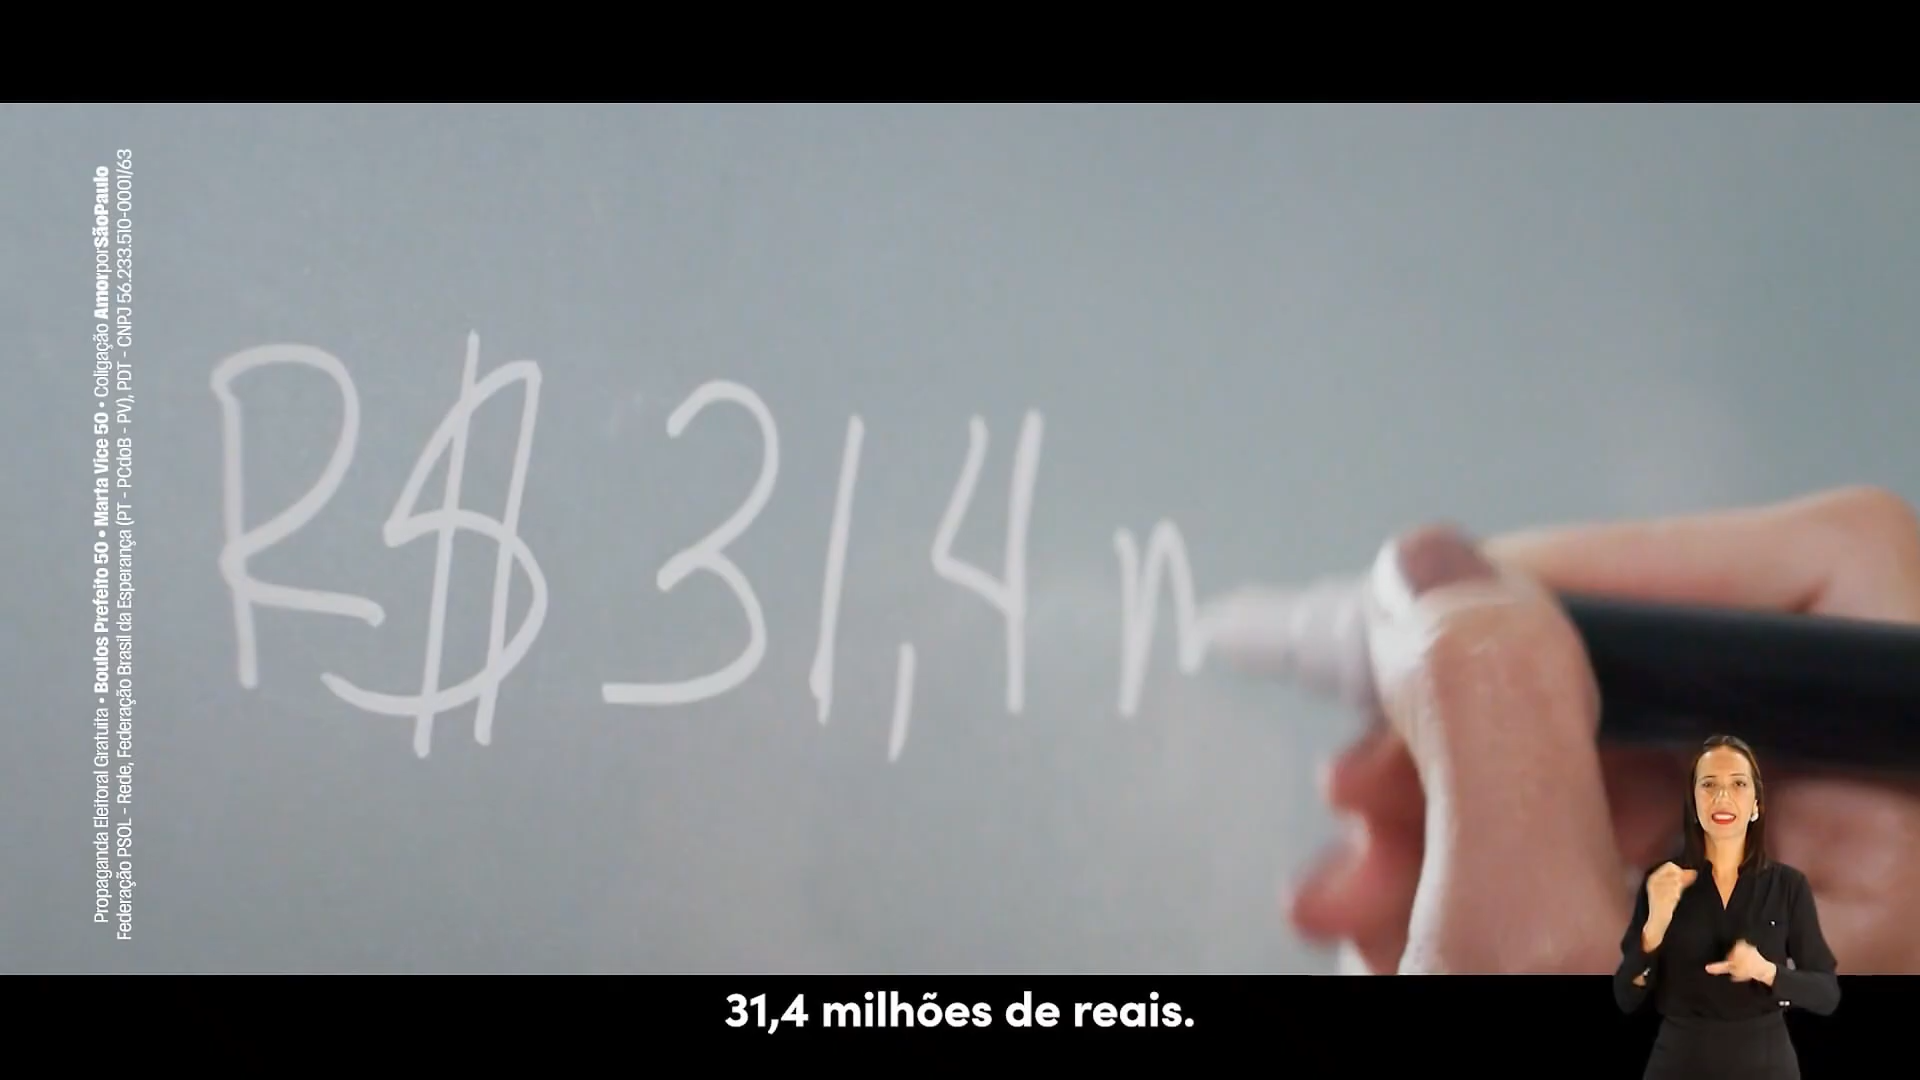 Propaganda Eleitoral Gratuita • Boulos Prefeito 50 • Marta Vice 50 • Coligação AmorporSãoPaulo
Federação PSOL - Rede, Federação Brasil da Esperança (PT - PCdoB - PV), PDT - CNPJ 56.233.510-0001/63
R$ 31,4 m
31,4 milhões de reais.